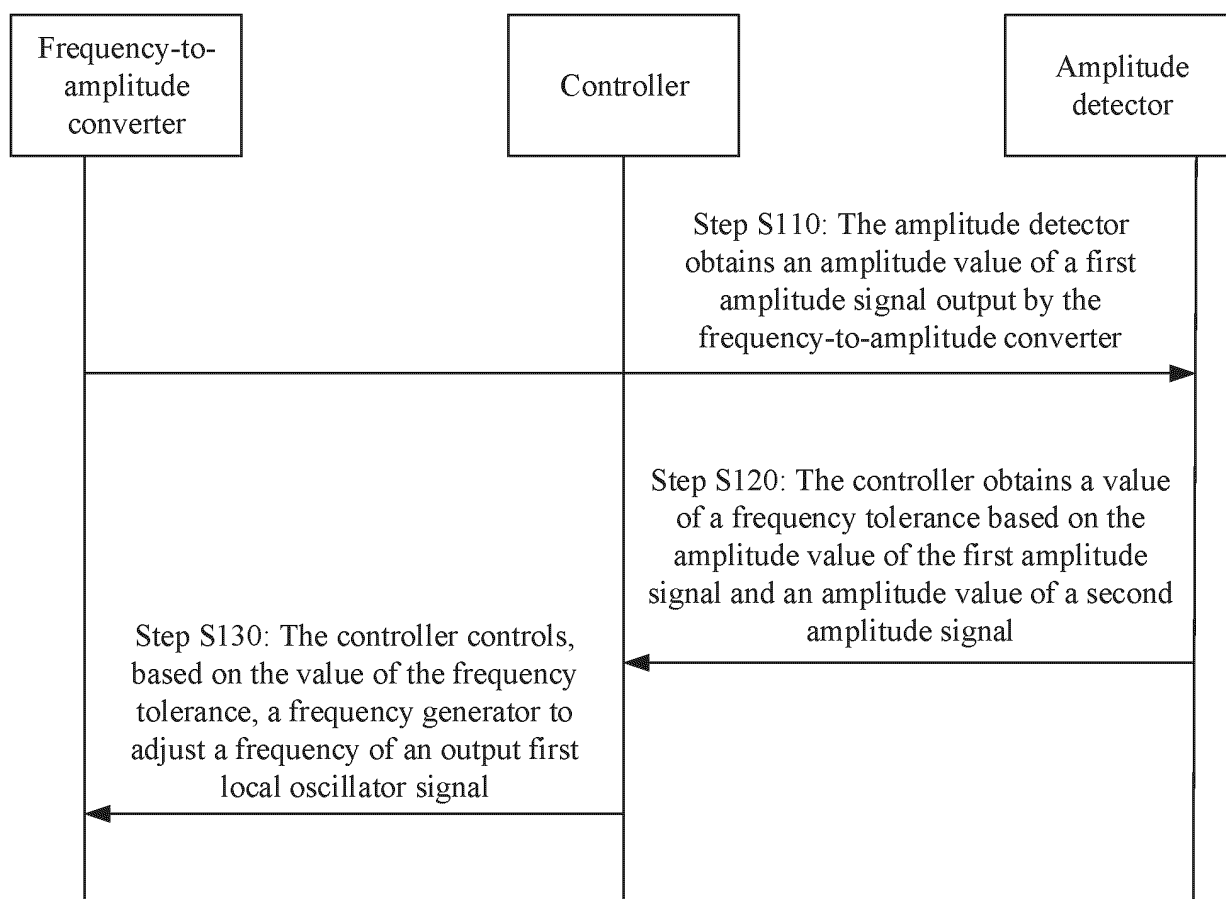 Frequency-to-
amplitude
converter
Controller
Amplitude
detector
Step S110: The amplitude detector
obtains an amplitude value of a first
amplitude signal output by the
frequency-to-amplitude converter
Step S120: The controller obtains a value
of a frequency tolerance based on the
amplitude value of the first amplitude
signal and an amplitude value of a second
amplitude signal
Step S130: The controller controls,
based on the value of the frequency
tolerance, a frequency generator to
adjust a frequency of an output first
local oscillator signal